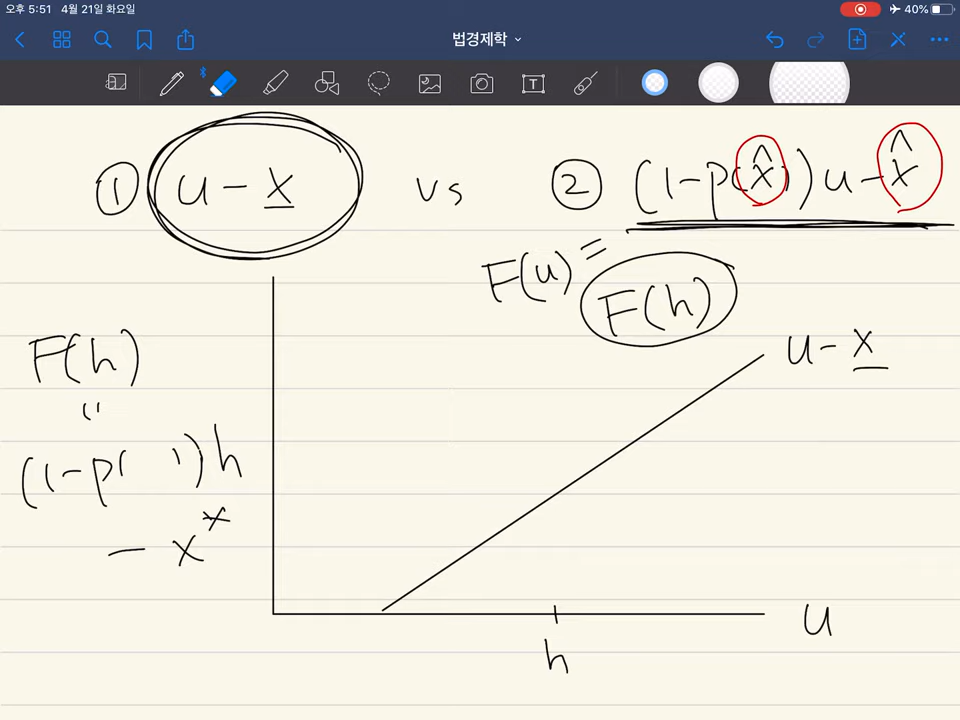 오후 5:51 4월 21일 화요일 40%
법경제학
① u - x̲ vs ② (1-p(x̂))u - x̂
F(u) =
F(h)
F(h)
"
(1-p( ))h
- x*
u - x̲
u
h